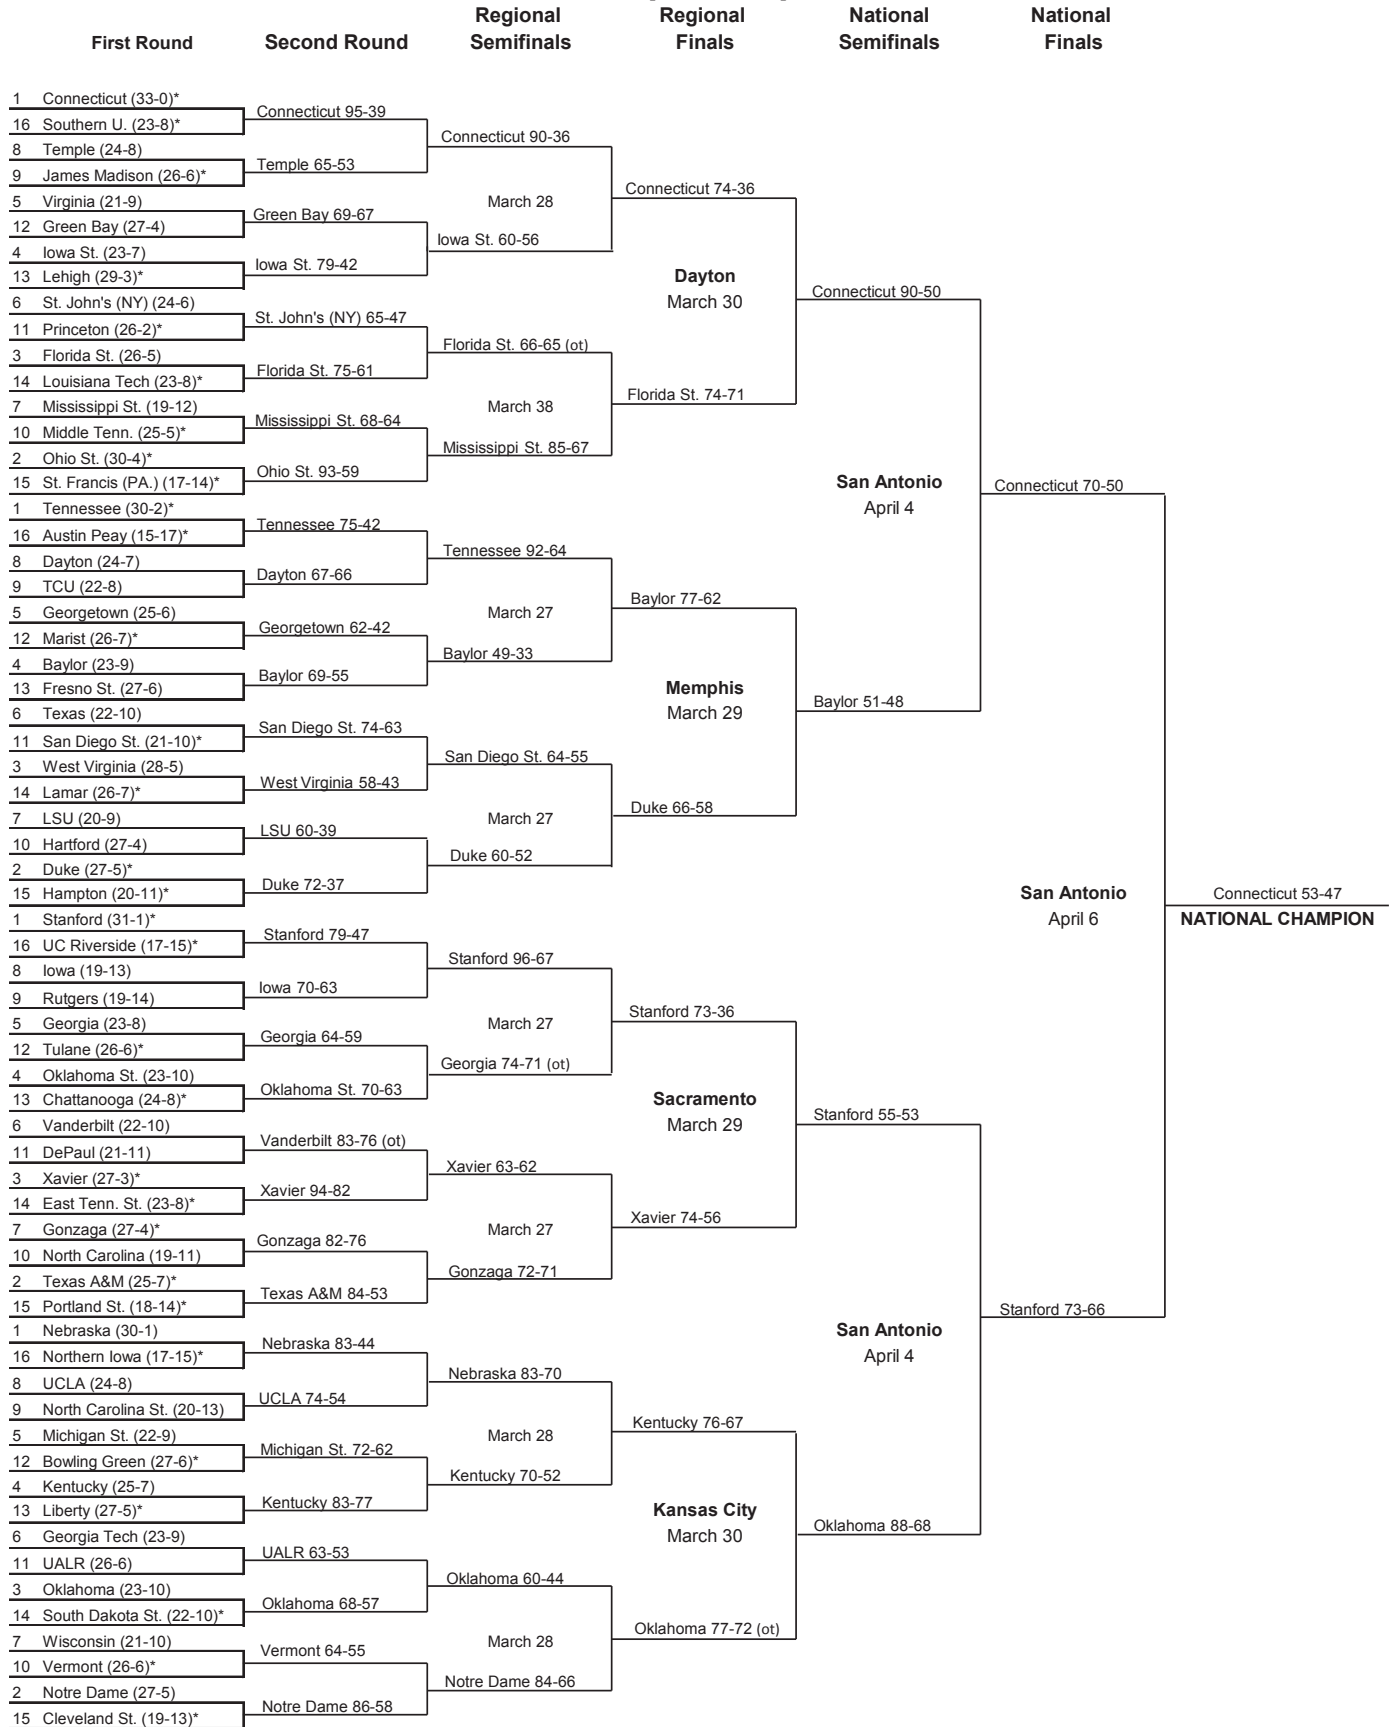 Regional Semifinals
Regional Finals
National Semifinals
National Finals
First Round
Second Round
1 Connecticut (33-0)*
16 Southern U. (23-8)*
8 Temple (24-8)
9 James Madison (26-6)*
5 Virginia (21-9)
12 Green Bay (27-4)
4 Iowa St. (23-7)
13 Lehigh (29-3)*
6 St. John's (NY) (24-6)
11 Princeton (26-2)*
3 Florida St. (26-5)
14 Louisiana Tech (23-8)*
7 Mississippi St. (19-12)
10 Middle Tenn. (25-5)*
2 Ohio St. (30-4)*
15 St. Francis (PA.) (17-14)*
1 Tennessee (30-2)*
16 Austin Peay (15-17)*
8 Dayton (24-7)
9 TCU (22-8)
5 Georgetown (25-6)
12 Marist (26-7)*
4 Baylor (23-9)
13 Fresno St. (27-6)
6 Texas (22-10)
11 San Diego St. (21-10)*
3 West Virginia (28-5)
14 Lamar (26-7)*
7 LSU (20-9)
10 Hartford (27-4)
2 Duke (27-5)*
15 Hampton (20-11)*
1 Stanford (31-1)*
16 UC Riverside (17-15)*
8 Iowa (19-13)
9 Rutgers (19-14)
5 Georgia (23-8)
12 Tulane (26-6)*
4 Oklahoma St. (23-10)
13 Chattanooga (24-8)*
6 Vanderbilt (22-10)
11 DePaul (21-11)
3 Xavier (27-3)*
14 East Tenn. St. (23-8)*
7 Gonzaga (27-4)*
10 North Carolina (19-11)
2 Texas A&M (25-7)*
15 Portland St. (18-14)*
1 Nebraska (30-1)
16 Northern Iowa (17-15)*
8 UCLA (24-8)
9 North Carolina St. (20-13)
5 Michigan St. (22-9)
12 Bowling Green (27-6)*
4 Kentucky (25-7)
13 Liberty (27-5)*
6 Georgia Tech (23-9)
11 UALR (26-6)
3 Oklahoma (23-10)
14 South Dakota St. (22-10)*
7 Wisconsin (21-10)
10 Vermont (26-6)*
2 Notre Dame (27-5)
15 Cleveland St. (19-13)*
Connecticut 95-39
Temple 65-53
Green Bay 69-67
Iowa St. 79-42
St. John's (NY) 65-47
Florida St. 75-61
Mississippi St. 68-64
Ohio St. 93-59
Tennessee 75-42
Dayton 67-66
Georgetown 62-42
Baylor 69-55
San Diego St. 74-63
West Virginia 58-43
LSU 60-39
Duke 72-37
Stanford 79-47
Iowa 70-63
Georgia 64-59
Oklahoma St. 70-63
Vanderbilt 83-76 (ot)
Xavier 94-82
Gonzaga 82-76
Texas A&M 84-53
Nebraska 83-44
UCLA 74-54
Michigan St. 72-62
Kentucky 83-77
UALR 63-53
Oklahoma 68-57
Vermont 64-55
Notre Dame 86-58
Connecticut 90-36
March 28
Iowa St. 60-56
Florida St. 66-65 (ot)
March 38
Mississippi St. 85-67
Tennessee 92-64
March 27
Baylor 49-33
San Diego St. 64-55
March 27
Duke 60-52
Stanford 96-67
March 27
Georgia 74-71 (ot)
Xavier 63-62
March 27
Gonzaga 72-71
Nebraska 83-70
March 28
Kentucky 70-52
Oklahoma 60-44
March 28
Notre Dame 84-66
Connecticut 74-36
Dayton
March 30
Florida St. 74-71
Baylor 77-62
Memphis
March 29
Duke 66-58
Stanford 73-36
Sacramento
March 29
Xavier 74-56
Kentucky 76-67
Kansas City
March 30
Oklahoma 77-72 (ot)
Connecticut 90-50
San Antonio
April 4
Baylor 51-48
Stanford 55-53
San Antonio
April 4
Oklahoma 88-68
Connecticut 70-50
San Antonio
April 6
Stanford 73-66
Connecticut 53-47
NATIONAL CHAMPION